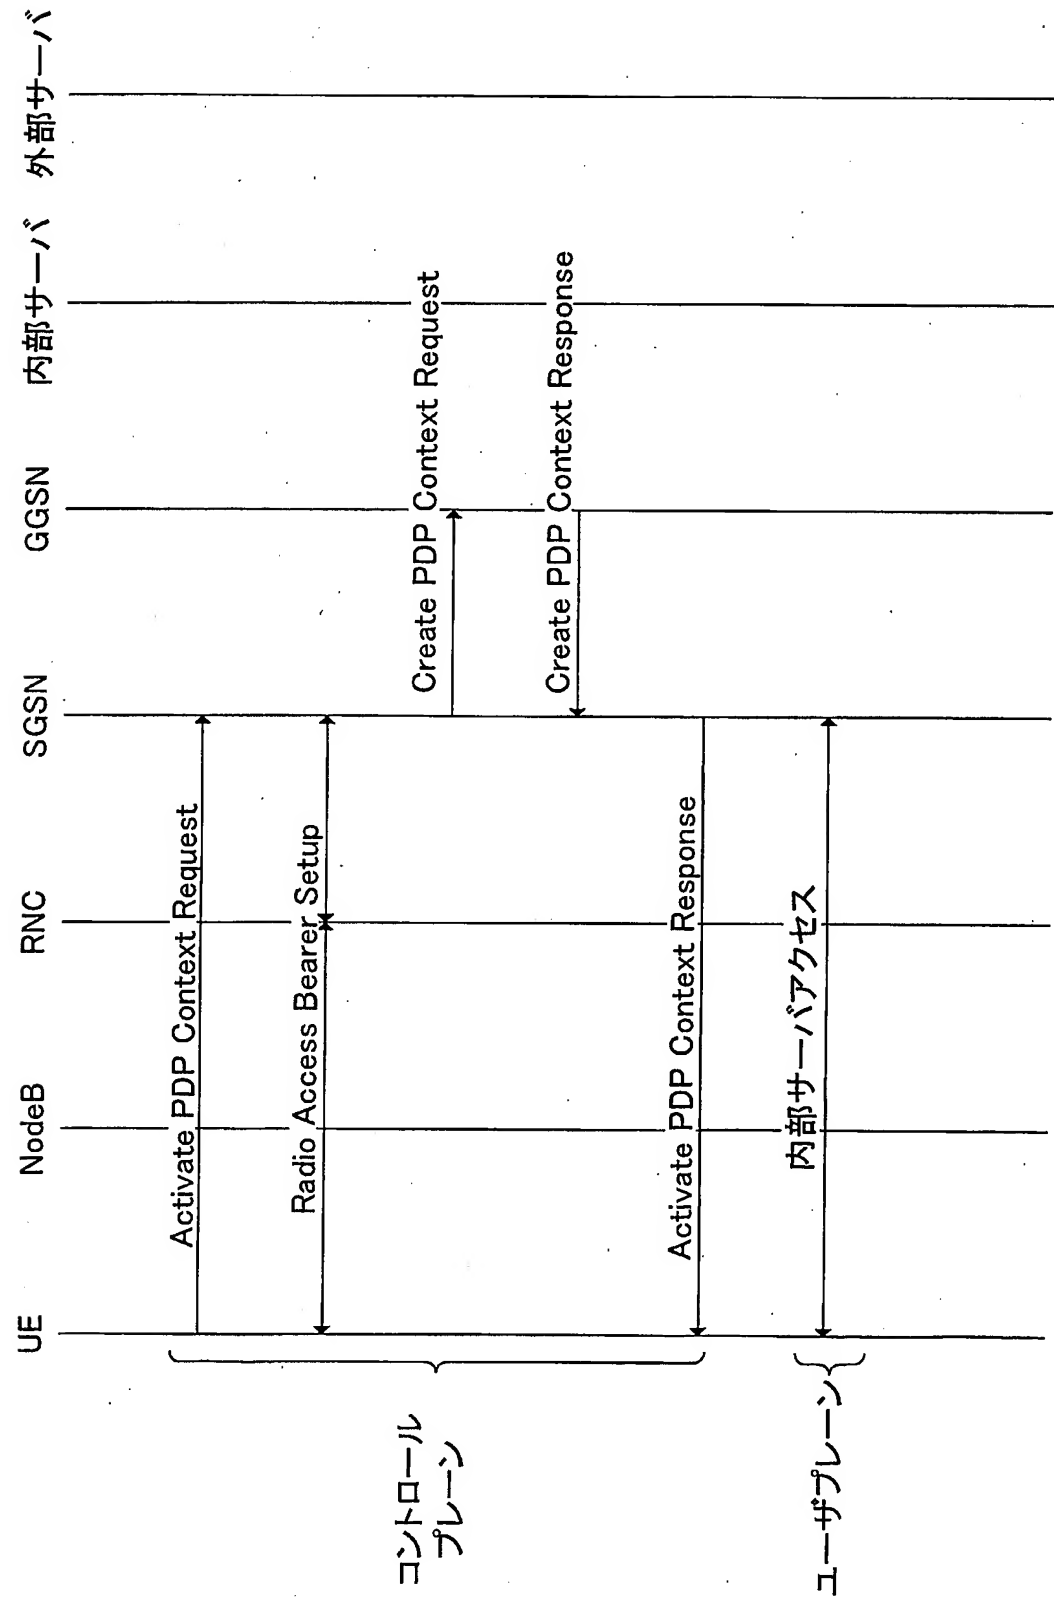 UE
NodeB
RNC
SGSN
GGSN
内部サーバ
外部サーバ
コントロール
プレーン
Activate PDP Context Request
Radio Access Bearer Setup
Create PDP Context Request
Create PDP Context Response
Activate PDP Context Response
ユーザプレーン
内部サーバアクセス